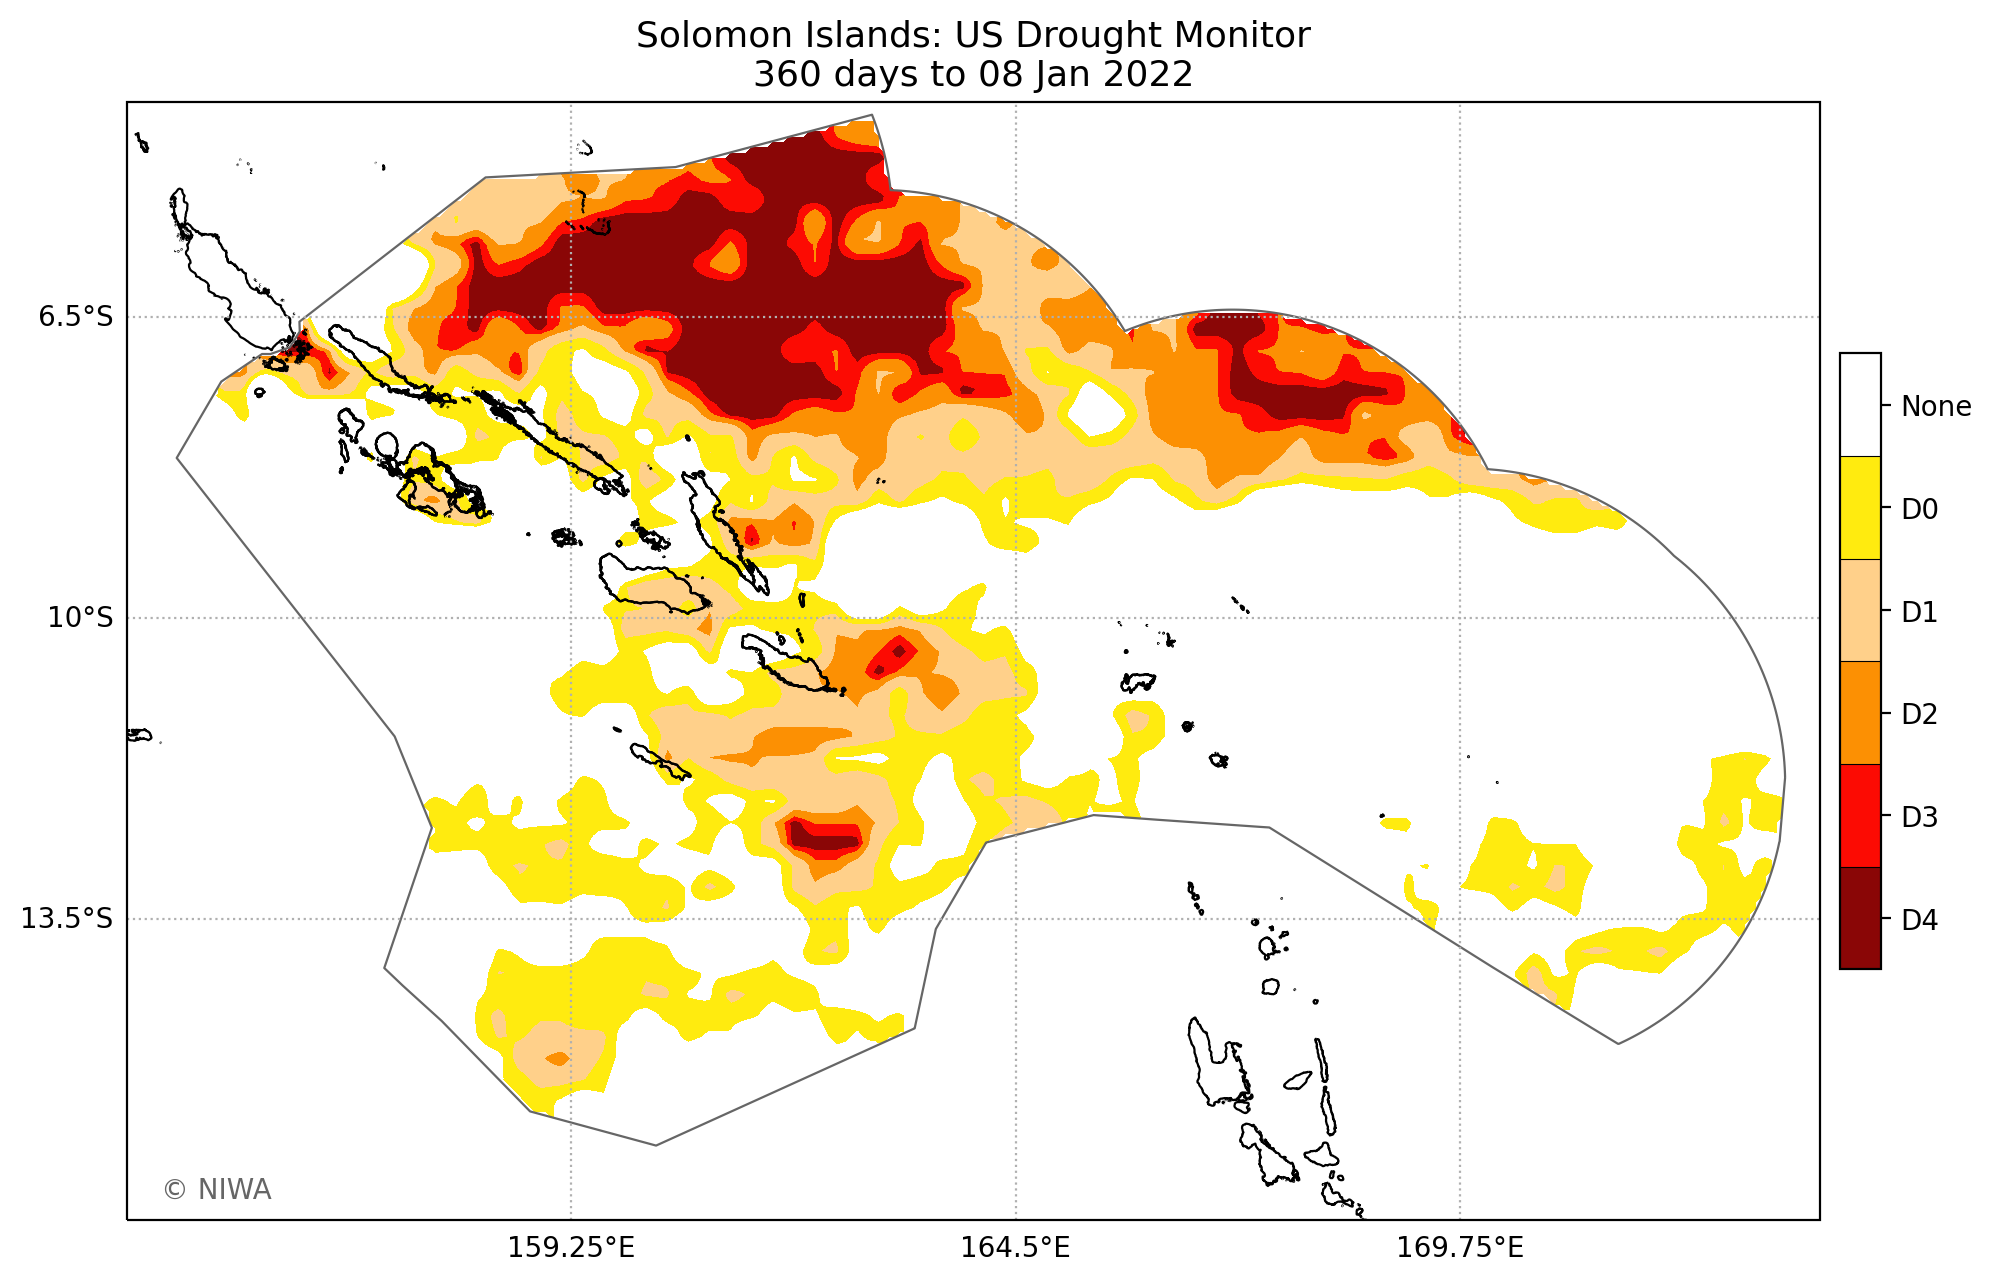 Solomon Islands: US Drought Monitor
360 days to 08 Jan 2022
6.5°S
10°S
13.5°S
159.25°E
164.5°E
169.75°E
None
D0
D1
D2
D3
D4
© NIWA